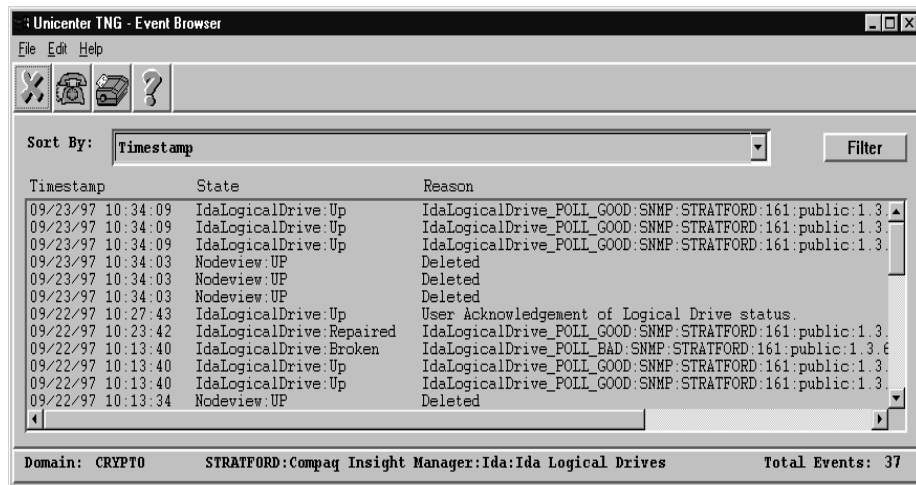 Unicenter TNG - Event Browser
File Edit Help
Sort By: Timestamp Filter
Timestamp State Reason
09/23/97 10:34:09 IdaLogicalDrive:Up IdaLogicalDrive_POLL_GOOD:SNMP:STRATFORD:161:public:1.3.
09/23/97 10:34:09 IdaLogicalDrive:Up IdaLogicalDrive_POLL_GOOD:SNMP:STRATFORD:161:public:1.3.
09/23/97 10:34:09 IdaLogicalDrive:Up IdaLogicalDrive_POLL_GOOD:SNMP:STRATFORD:161:public:1.3.
09/23/97 10:34:03 Nodeview:UP Deleted
09/23/97 10:34:03 Nodeview:UP Deleted
09/23/97 10:34:03 Nodeview:UP Deleted
09/22/97 10:27:43 IdaLogicalDrive:Up User Acknowledgement of Logical Drive status.
09/22/97 10:23:42 IdaLogicalDrive:Repaired IdaLogicalDrive_POLL_GOOD:SNMP:STRATFORD:161:public:1.3.
09/22/97 10:13:40 IdaLogicalDrive:Broken IdaLogicalDrive_POLL_BAD:SNMP:STRATFORD:161:public:1.3.6
09/22/97 10:13:40 IdaLogicalDrive:Up IdaLogicalDrive_POLL_GOOD:SNMP:STRATFORD:161:public:1.3.
09/22/97 10:13:40 IdaLogicalDrive:Up IdaLogicalDrive_POLL_GOOD:SNMP:STRATFORD:161:public:1.3.
09/22/97 10:13:34 Nodeview:UP Deleted
Domain: CRYPTO STRATFORD:Compaq Insight Manager:Ida:Ida Logical Drives Total Events: 37